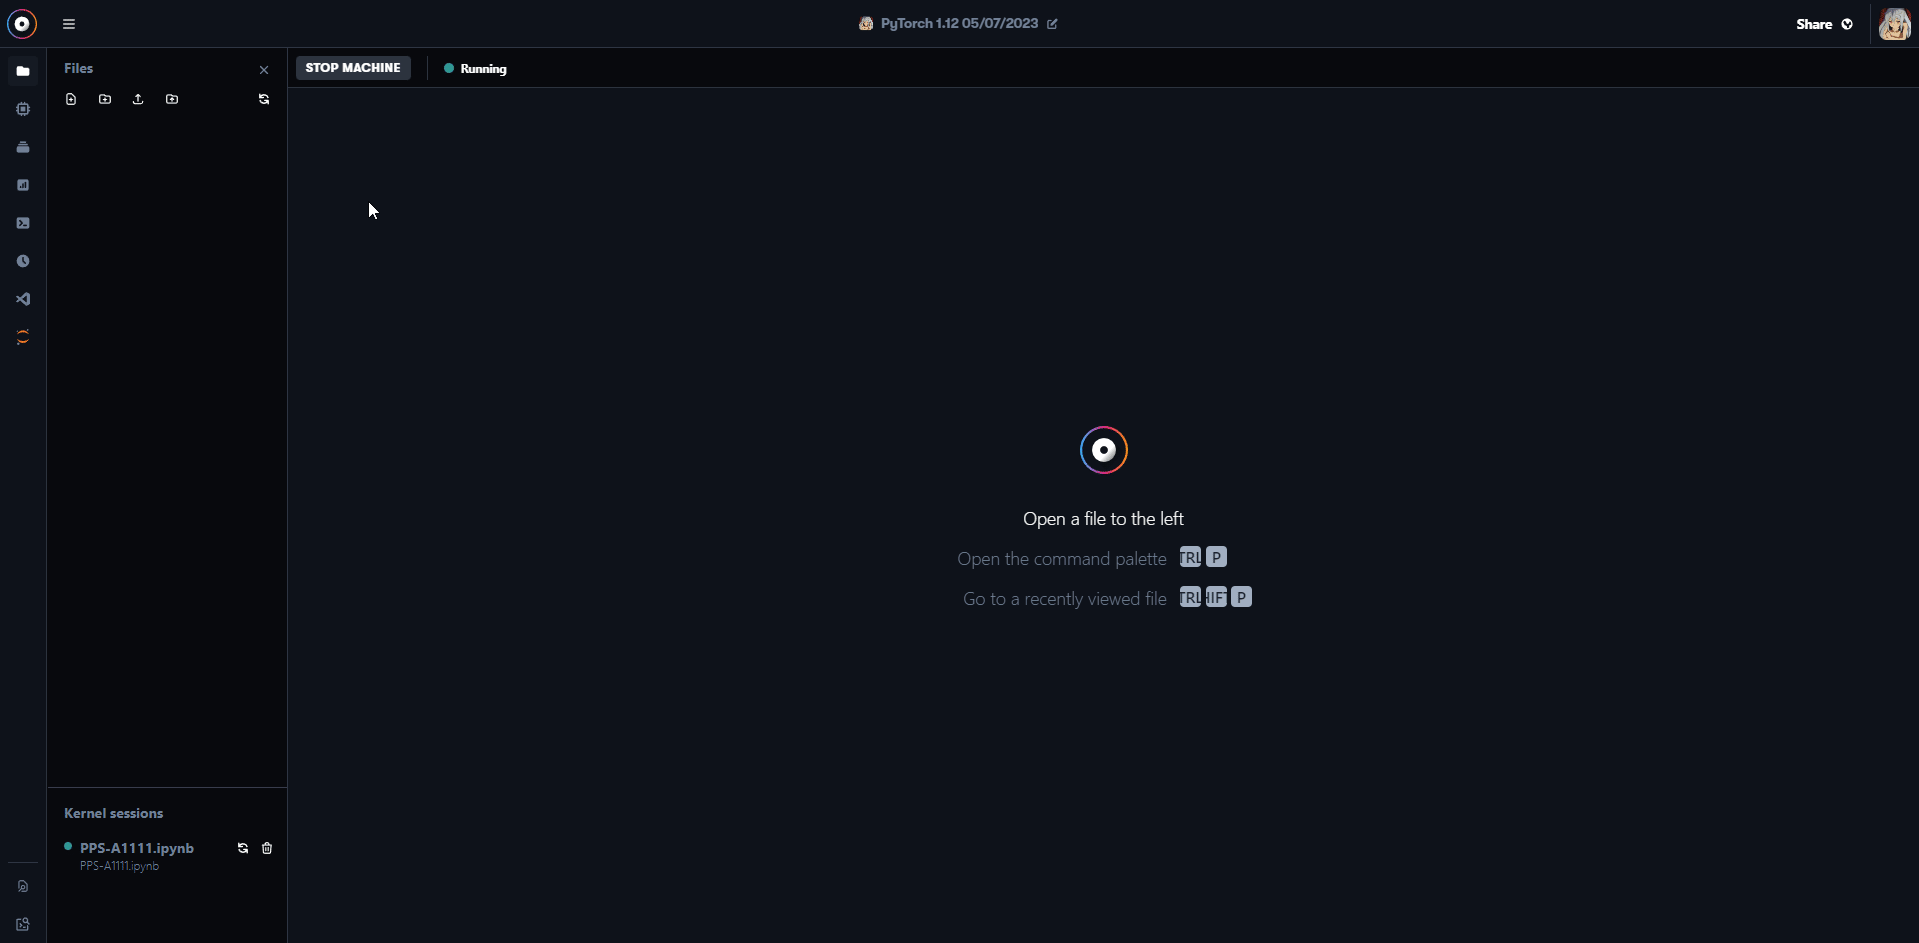 PyTorch 1.12 05/07/2023
Share
Files
STOP MACHINE
Running
Open a file to the left
Open the command palette TRL P
Go to a recently viewed file TRL HIFT P
Kernel sessions
PPS-A1111.ipynb
PPS-A1111.ipynb